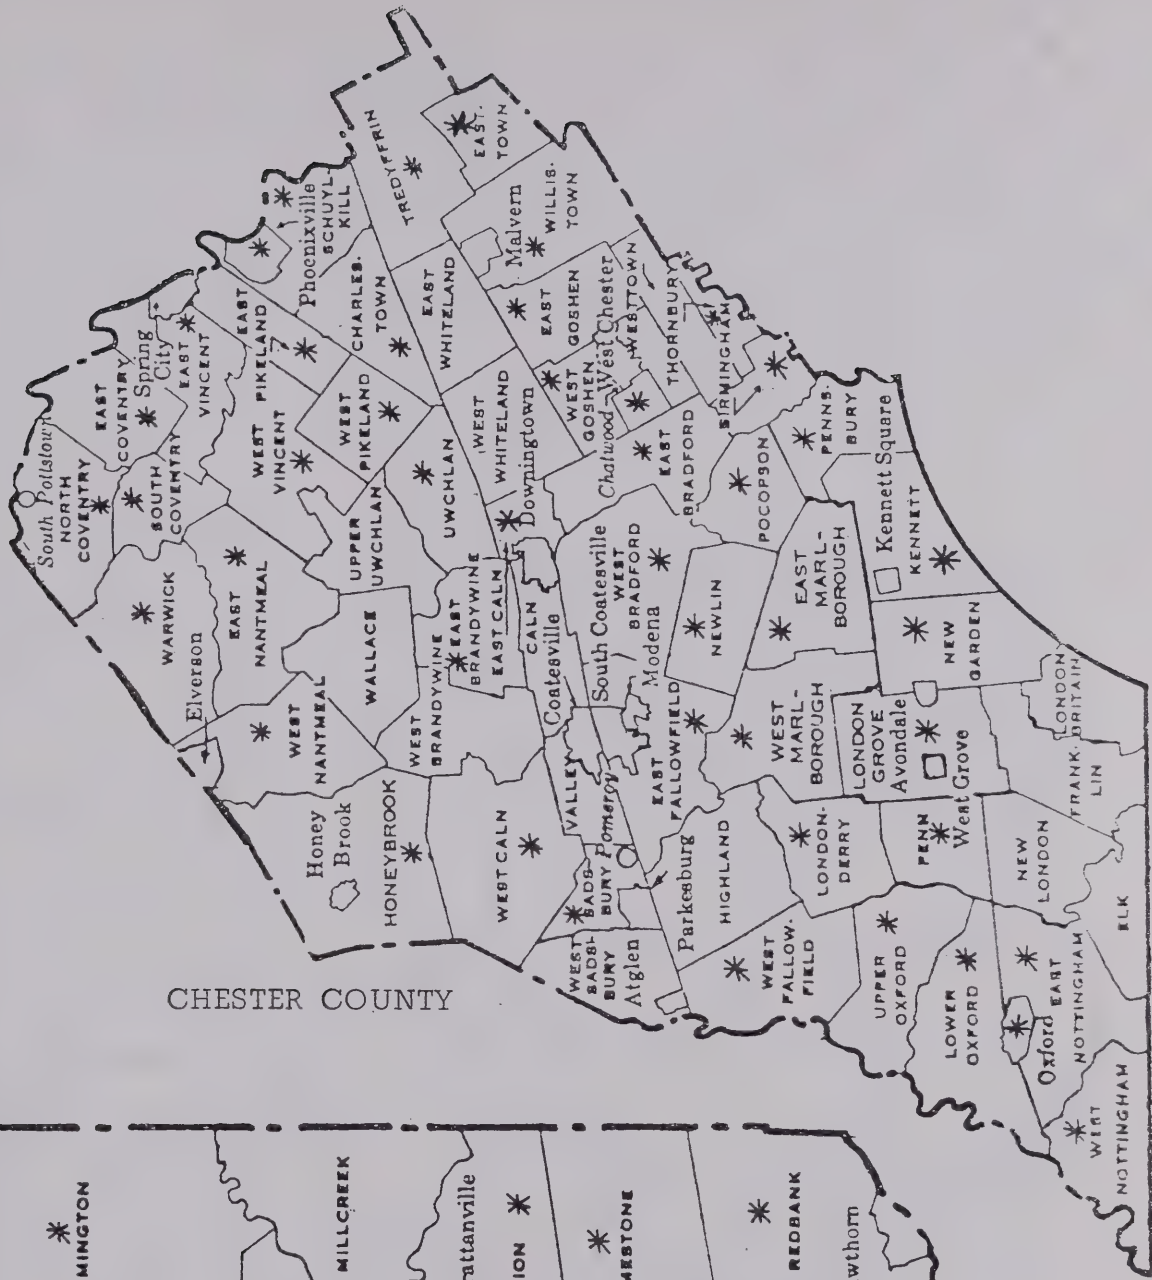 CHESTER COUNTY
South Pottstown
NORTH
COVENTRY
EAST
COVENTRY
Spring
City
EAST
VINCENT
SOUTH
COVENTRY
WARWICK
Elverson
EAST
NANTMEAL
WEST
NANTMEAL
EAST
PIKELAND
Phoenixville
SCHUYL-
KILL
CHARLES-
TOWN
WEST
VINCENT
WEST
PIKELAND
UPPER
UWCHLAN
UWCHLAN
WALLACE
TREDYFFRIN
EAST.
TOWN
Malvern
WILLIS-
TOWN
EAST
WHITELAND
WEST
WHITELAND
EAST
GOSHEN
WEST
GOSHEN
Chatwood
West Chester
WESTTOWN
THORNBURY
BIRMINGHAM
Downingtown
EAST
BRADFORD
WEST
BRADFORD
EAST
BRANDYWINE
WEST
BRANDYWINE
EAST CALN
CALN
Coatesville
South Coatesville
Modena
VALLEY
Honey
Brook
HONEYBROOK
WEST CALN
SADS-
BURY
Pomeroy
WEST
SADS-
BURY
Atglen
Parkesburg
HIGHLAND
EAST
FALLOWFIELD
NEWLIN
POCOPSON
PENNS-
BURY
Kennett Square
KENNETT
EAST
MARL-
BOROUGH
WEST
MARL-
BOROUGH
NEW
GARDEN
LONDON
GROVE
Avondale
West Grove
PENN
LONDON-
DERRY
WEST
FALLOW-
FIELD
UPPER
OXFORD
LOWER
OXFORD
Oxford
EAST
NOTTINGHAM
WEST
NOTTINGHAM
ELK
NEW
LONDON
FRANK-
LIN
LONDON
BRITAIN
MINGTON
MILLCREEK
attanville
ION
MESTONE
REDBANK
wthorn